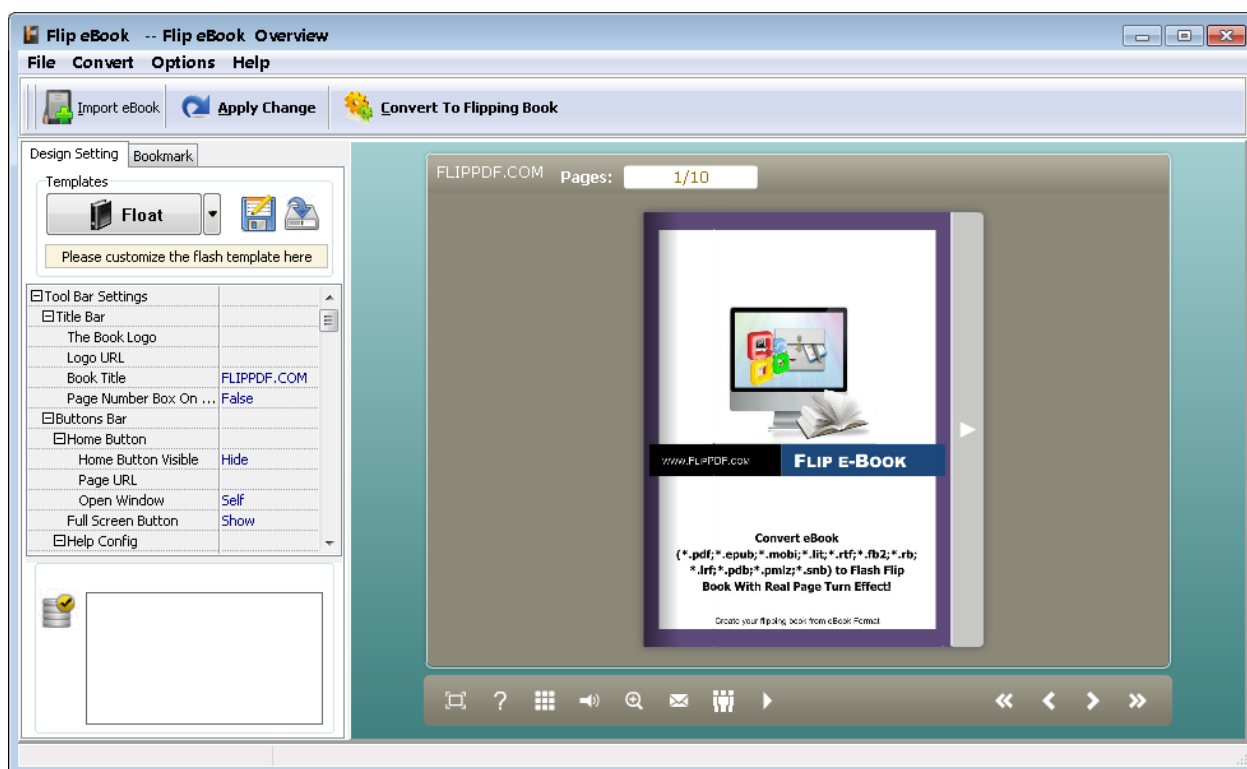 Flip eBook -- Flip eBook Overview
File Convert Options Help
Import eBook Apply Change Convert To Flipping Book
Design Setting Bookmark
Templates
Float
Please customize the flash template here
Tool Bar Settings
Title Bar
The Book Logo
Logo URL
Book Title FLIPPDF.COM
Page Number Box On ... False
Buttons Bar
Home Button
Home Button Visible Hide
Page URL
Open Window Self
Full Screen Button Show
Help Config
FLIPPDF.COM Pages: 1/10
www.FlipPDF.com FLIP E-BOOK
Convert eBook
(*.pdf;*.epub;*.mobi;*.lit;*.rtf;*.fb2;*.rb;
*.lrf;*.pdb;*.pmlz;*.snb) to Flash Flip
Book With Real Page Turn Effect!
Create your flipping book from eBook Format